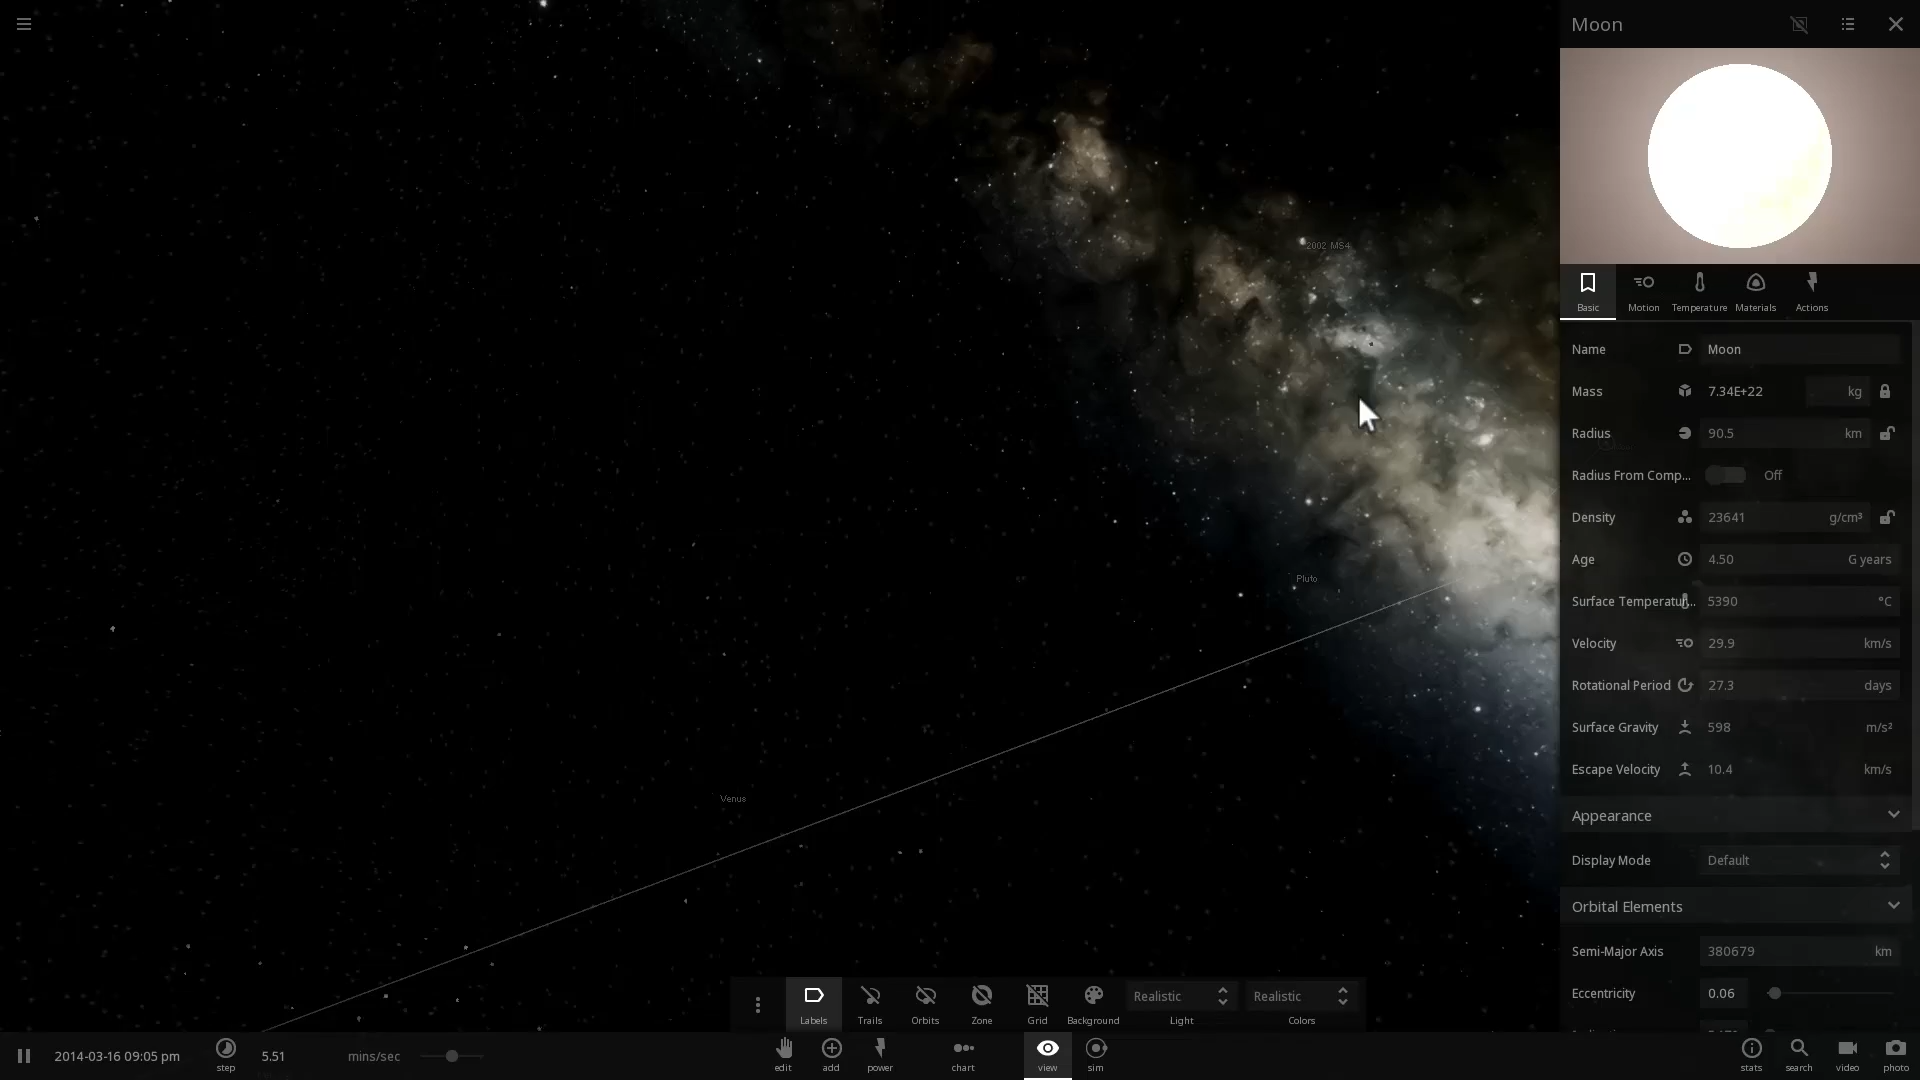 Moon
2002 MS4
Basic
Motion
Temperature
Materials
Actions
Name
Moon
Mass
7.34E+22
kg
Radius
90.5
km
Radius From Comp...
Off
Density
23641
g/cm³
Age
4.50
G years
Pluto
Surface Temperatur...
5390
°C
Velocity
29.9
km/s
Rotational Period
27.3
days
Surface Gravity
598
m/s²
Escape Velocity
10.4
km/s
Venus
Appearance
Display Mode
Default
Orbital Elements
Semi-Major Axis
380679
km
Eccentricity
0.06
Realistic
Realistic
Labels
Trails
Orbits
Zone
Grid
Background
Light
Colors
2014-03-16 09:05 pm
step
5.51
mins/sec
edit
add
power
chart
view
sim
stats
search
video
photo